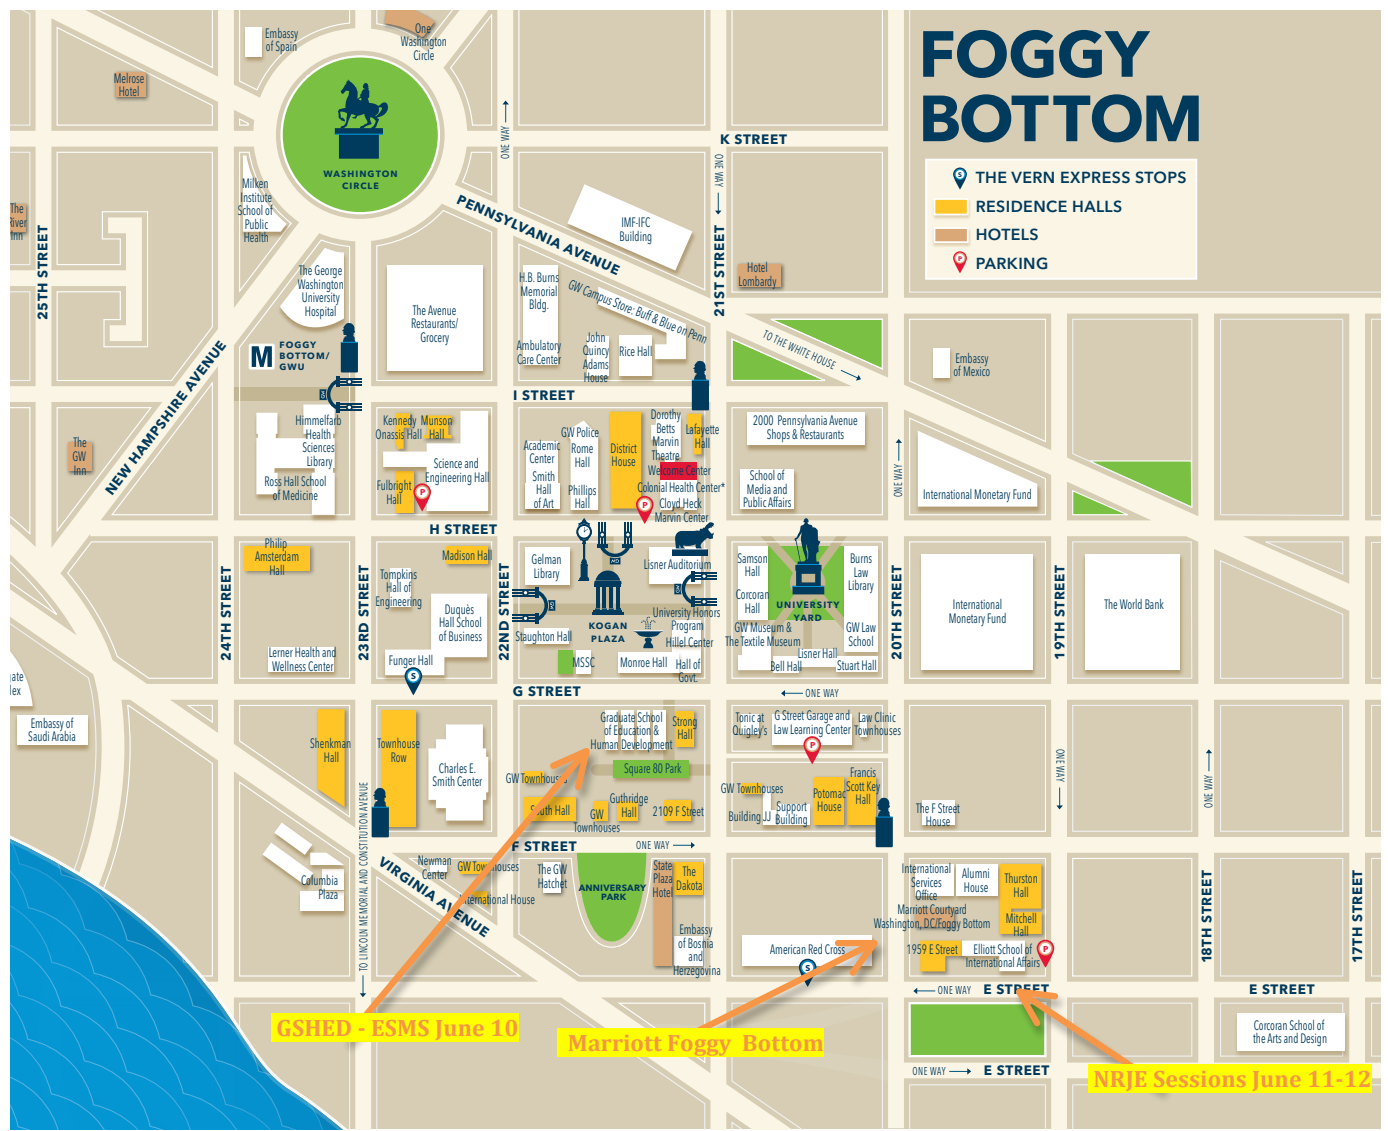 FOGGY
BOTTOM
THE VERN EXPRESS STOPS
RESIDENCE HALLS
HOTELS
PARKING
Embassy
of Spain
One
Washington
Circle
Melrose
Hotel
WASHINGTON
CIRCLE
ONE WAY
K STREET
ONE WAY
Milken
Institute
School of
Public
Health
The
River
Inn
25TH STREET
PENNSYLVANIA AVENUE
IMF-IFC
Building
21ST STREET
Hotel
Lombardy
The George
Washington
University
Hospital
The Avenue
Restaurants/
Grocery
H.B. Burns
Memorial
Bldg.
GW Campus Store: Buff & Blue on Penn
Ambulatory
Care Center
John
Quincy
Adams
House
Rice Hall
TO THE WHITE HOUSE
Embassy
of Mexico
M
FOGGY
BOTTOM/
GWU
NEW HAMPSHIRE AVENUE
I STREET
The
GW
Inn
Himmelfarb
Health
Sciences
Library
Ross Hall School
of Medicine
Kennedy
Onassis Hall
Munson
Hall
Science and
Engineering Hall
Fulbright
Hall
P
Academic
Center
Smith
Hall
of Art
GW Police
Rome
Hall
Phillips
Hall
District
House
Dorothy
Betts
Marvin
Theatre
Lafayette
Hall
Welcome Center
Colonial Health Center*
Cloyd Heck
Marvin Center
P
2000 Pennsylvania Avenue
Shops & Restaurants
School of
Media and
Public Affairs
ONE WAY
International Monetary Fund
H STREET
Philip
Amsterdam
Hall
Madison Hall
Tompkins
Hall of
Engineering
Duquès
Hall School
of Business
Lerner Health and
Wellness Center
Funger Hall
S
24TH STREET
23RD STREET
22ND STREET
Gelman
Library
Lisner Auditorium
KOGAN
PLAZA
University Honors
Program
Hillel Center
Staughton Hall
MSSC
Monroe Hall
Hall of
Govt.
Samson
Hall
Corcoran
Hall
Burns
Law
Library
UNIVERSITY
YARD
GW Museum &
The Textile Museum
GW Law
School
Lisner Hall
Bell Hall
Stuart Hall
20TH STREET
International
Monetary Fund
19TH STREET
The World Bank
G STREET
ONE WAY
Embassy of
Saudi Arabia
Shenkman
Hall
Townhouse
Row
Charles E.
Smith Center
Graduate School
of Education &
Human Development
Strong
Hall
Square 80 Park
GW Townhouses
South Hall
GW
Townhouses
Guthridge
Hall
2109 F Street
Tonic at
Quigley's
G Street Garage and
Law Learning Center
Law Clinic
Townhouses
P
GW Townhouses
Building JJ
Support
Building
Potomac
House
Francis
Scott Key
Hall
The F Street
House
ONE WAY
ONE WAY
TO LINCOLN MEMORIAL AND CONSTITUTION AVENUE
F STREET
ONE WAY
VIRGINIA AVENUE
Columbia
Plaza
Newman
Center
GW Townhouses
International House
The GW
Hatchet
ANNIVERSARY
PARK
State
Plaza
Hotel
The
Dakota
Embassy
of Bosnia
and
Herzegovina
American Red Cross
S
International
Services
Office
Alumni
House
Thurston
Hall
Marriott Courtyard
Washington, DC/Foggy Bottom
Mitchell
Hall
1959 E Street
Elliott School of
International Affairs
P
18TH STREET
17TH STREET
ONE WAY
E STREET
E STREET
Corcoran School of
the Arts and Design
ONE WAY
E STREET
GSHED - ESMS June 10
Marriott Foggy Bottom
NRJE Sessions June 11-12